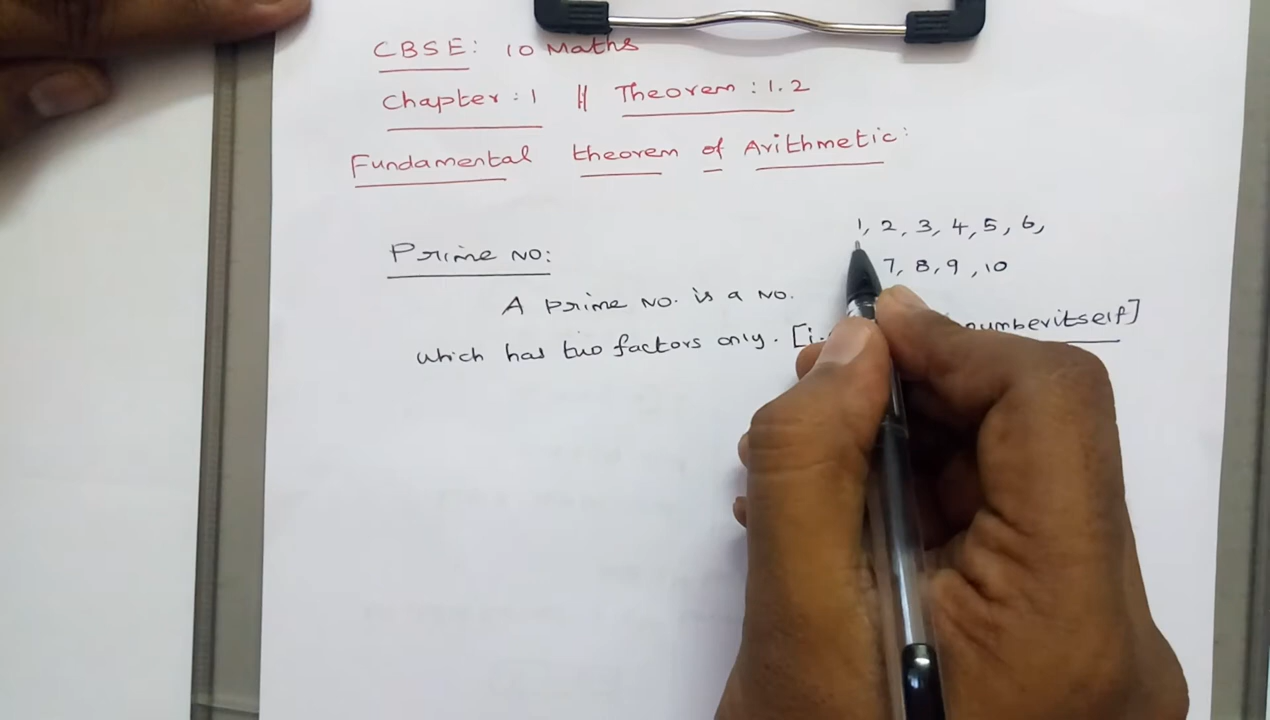 CBSE: 10 Maths
Chapter: 1 || Theorem: 1.2
Fundamental theorem of Arithmetic:
1, 2, 3, 4, 5, 6,
7, 8, 9, 10
Prime No:
A Prime No. is a No.
which has two factors only. [i. numberitself]